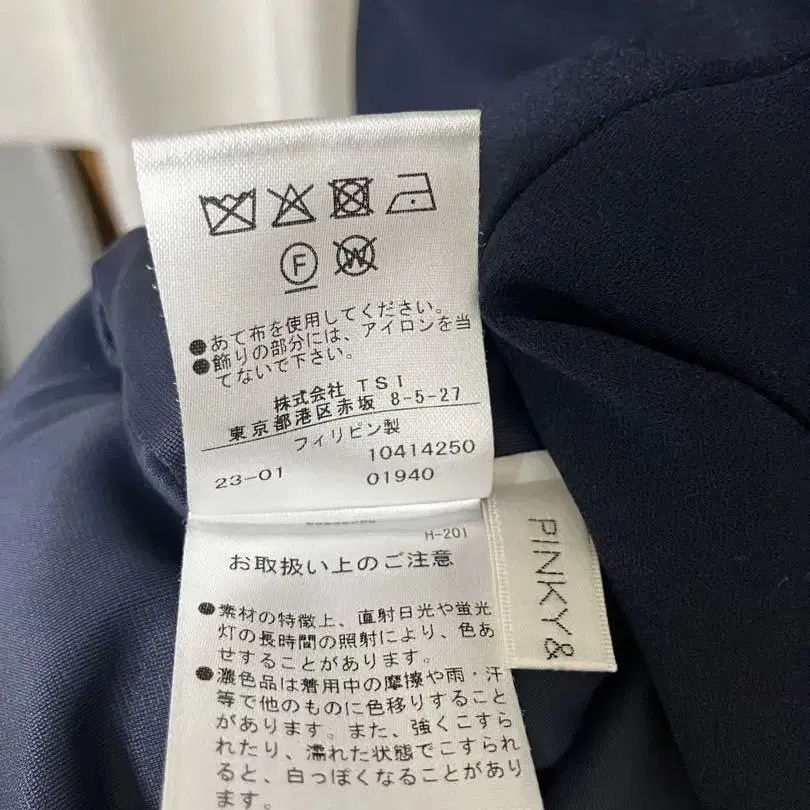 F W
●あて布を使用してください。
●飾りの部分には、アイロンを当
てないで下さい。
株式会社 TSI
東京都港区赤坂 8-5-27
フィリピン製
10414250
23-01 01940
H-201
お取扱い上のご注意
●素材の特徴上、直射日光や蛍光
灯の長時間の照射により、色あ
せすることがあります。
●濃色品は着用中の摩擦や雨・汗
等で他のものに色移りすること
があります。また、強くこすら
れたり、濡れた状態でこすられ
ると、白っぽくなることがあり
ます。
PINKY&